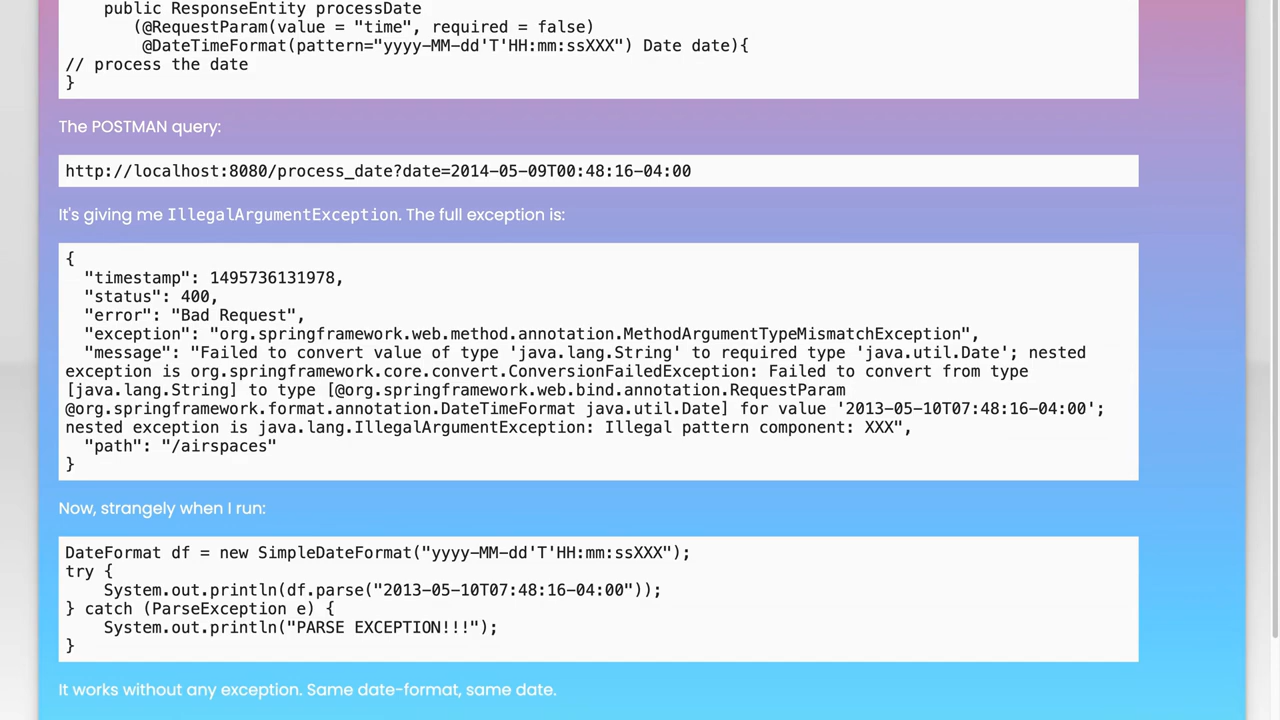 public ResponseEntity processDate
(@RequestParam(value = "time", required = false)
@DateTimeFormat(pattern="yyyy-MM-dd'T'HH:mm:ssXXX") Date date){
// process the date
}
The POSTMAN query:
http://localhost:8080/process_date?date=2014-05-09T00:48:16-04:00
It's giving me IllegalArgumentException. The full exception is:
{
"timestamp": 1495736131978,
"status": 400,
"error": "Bad Request",
"exception": "org.springframework.web.method.annotation.MethodArgumentTypeMismatchException",
"message": "Failed to convert value of type 'java.lang.String' to required type 'java.util.Date'; nested
exception is org.springframework.core.convert.ConversionFailedException: Failed to convert from type
[java.lang.String] to type [@org.springframework.web.bind.annotation.RequestParam
@org.springframework.format.annotation.DateTimeFormat java.util.Date] for value '2013-05-10T07:48:16-04:00';
nested exception is java.lang.IllegalArgumentException: Illegal pattern component: XXX",
"path": "/airspaces"
}
Now, strangely when I run:
DateFormat df = new SimpleDateFormat("yyyy-MM-dd'T'HH:mm:ssXXX");
try {
System.out.println(df.parse("2013-05-10T07:48:16-04:00"));
} catch (ParseException e) {
System.out.println("PARSE EXCEPTION!!!");
}
It works without any exception. Same date-format, same date.